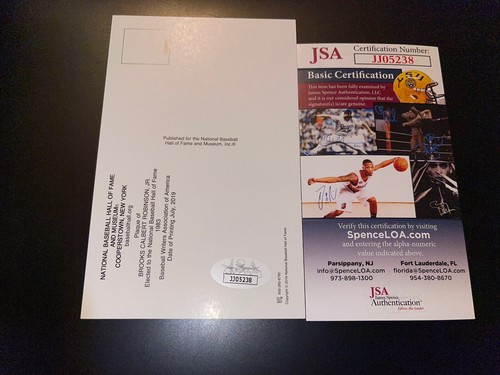 Published for the National Baseball
Hall of Fame and Museum, Inc.®
NATIONAL BASEBALL HALL OF FAME
AND MUSEUM®
COOPERSTOWN, NEW YORK
baseballhall.org
Plaque of
BROOKS CALBERT ROBINSON JR.
Elected to the National Baseball Hall of Fame
1983
Baseball Writers Association of America
Date of Printing July, 2019
JSA
JJ05238
JSA
Certification Number:
JJ05238
Basic Certification
This item has been fully examined by
James Spence Authentication, LLC.
and it is our considered opinion that the
signature(s) is/are genuine.
Verify this certification by visiting
SpenceLOA.com
and entering the alpha-numeric
value indicated above.
Parsippany, NJ
info@SpenceLOA.com
973-898-1300
Fort Lauderdale, FL
florida@SpenceLOA.com
954-380-8670
JSA
James Spence
Authentication